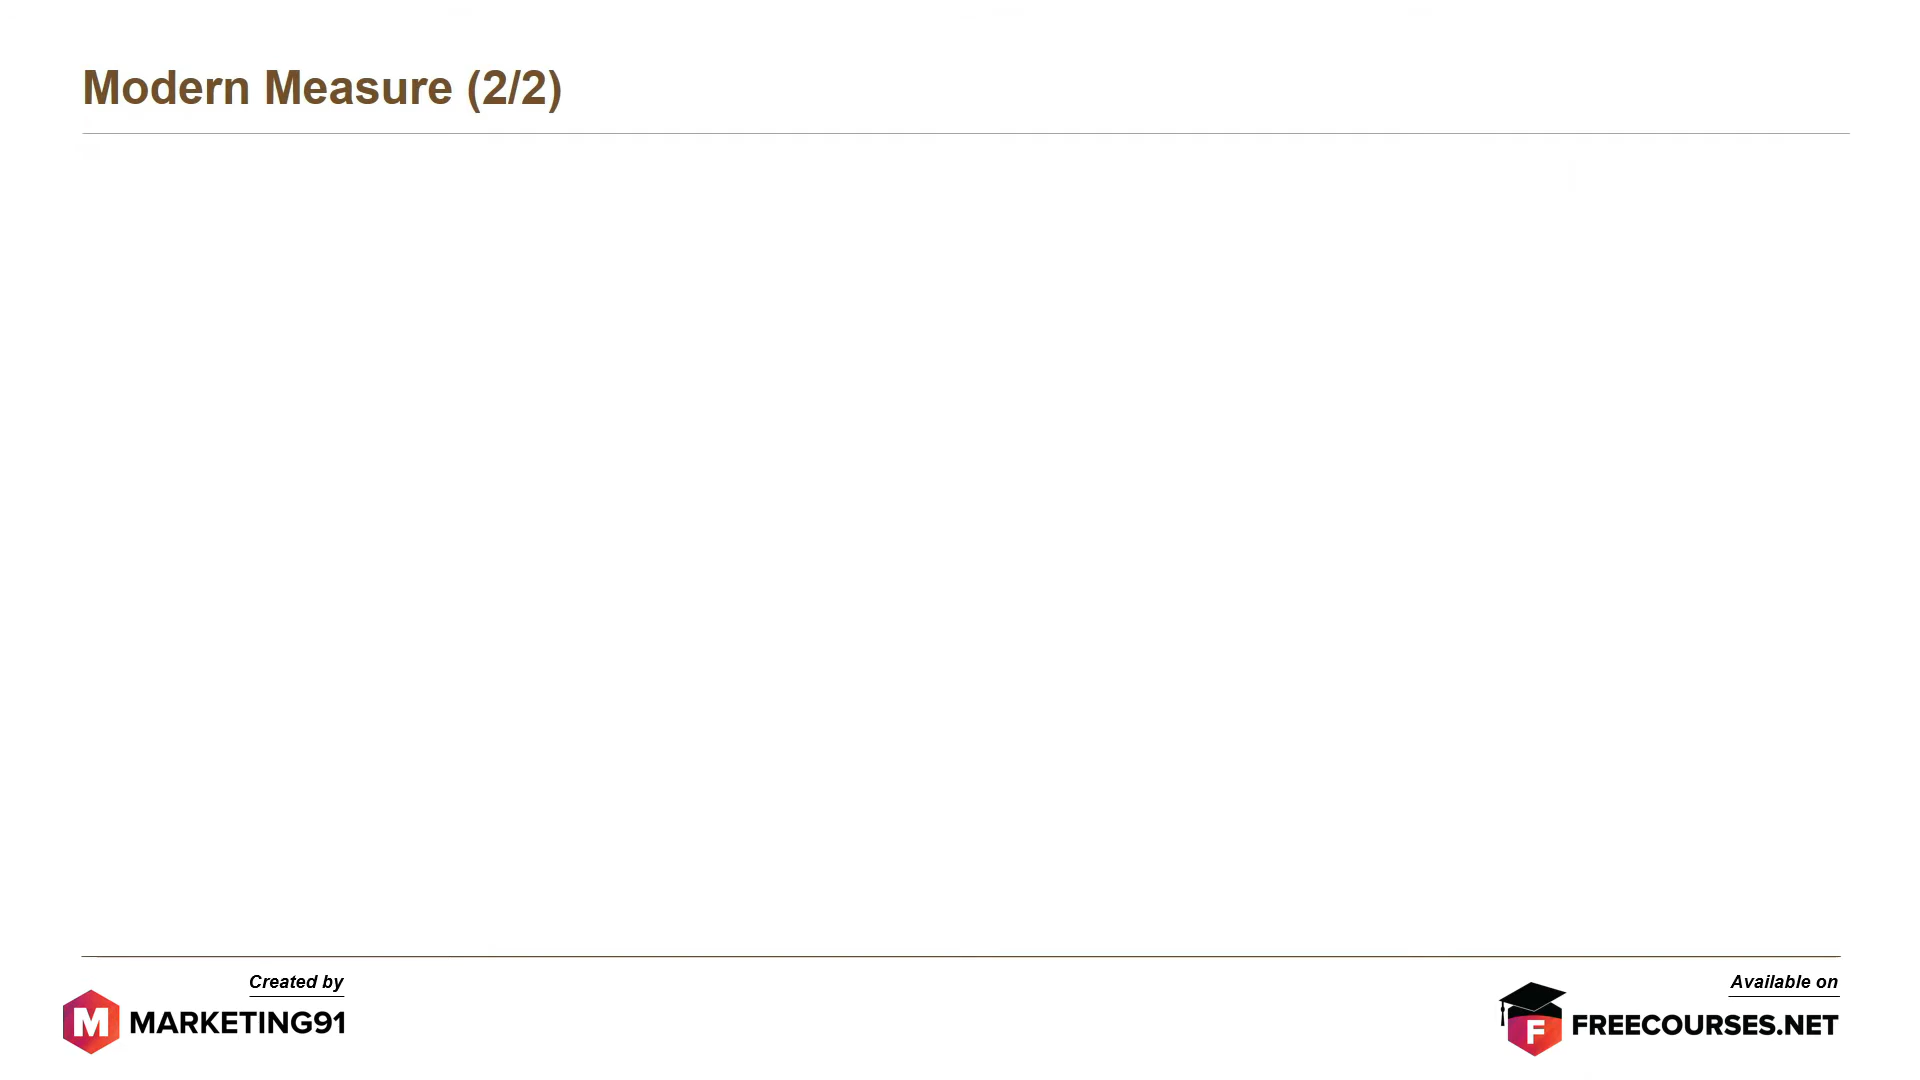 Modern Measure (2/2)
Created by
M MARKETING91
Available on
F FREECOURSES.NET